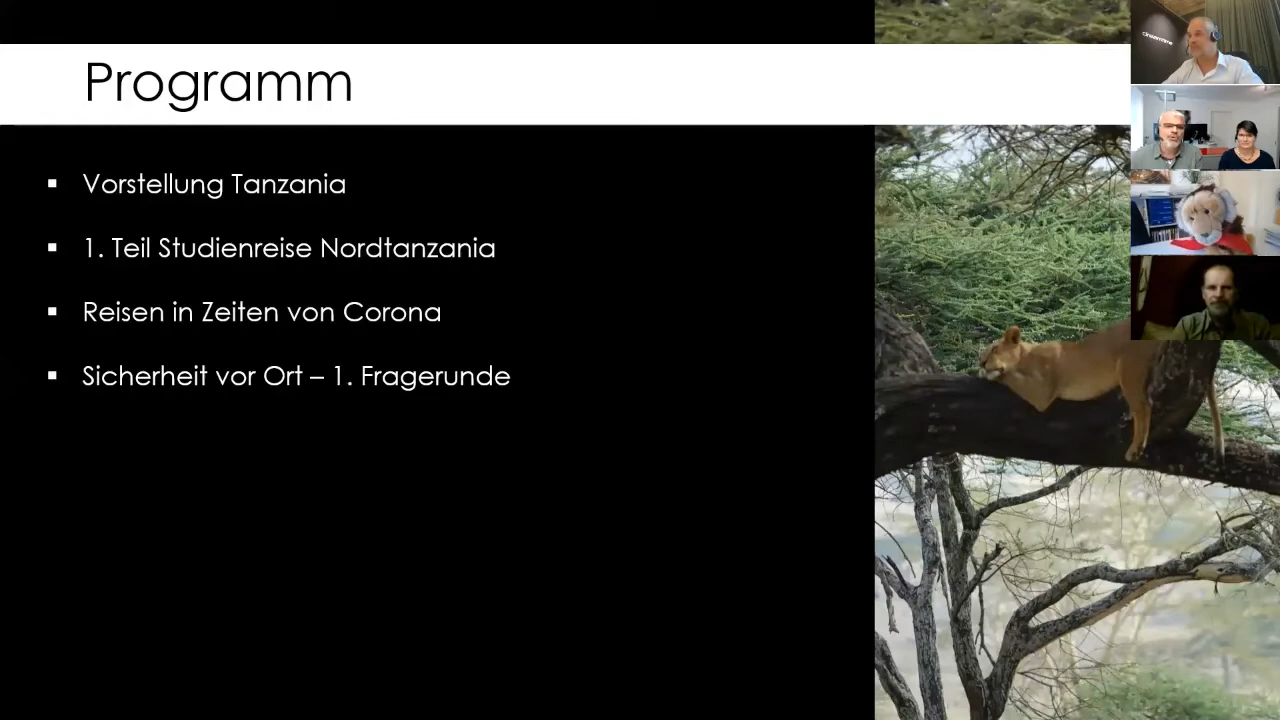 Programm
Vorstellung Tanzania
1. Teil Studienreise Nordtanzania
Reisen in Zeiten von Corona
Sicherheit vor Ort – 1. Fragerunde